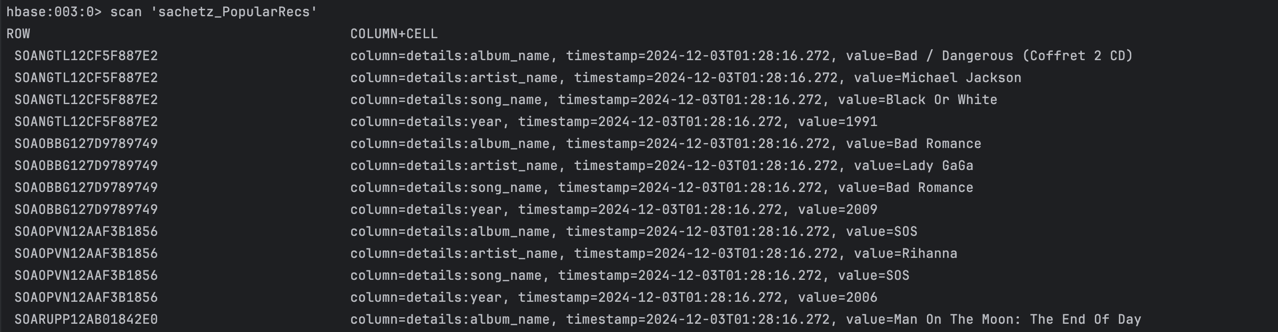 hbase:003:0> scan 'sachetz_PopularRecs'
ROW COLUMN+CELL
SOANGTL12CF5F887E2 column=details:album_name, timestamp=2024-12-03T01:28:16.272, value=Bad / Dangerous (Coffret 2 CD)
SOANGTL12CF5F887E2 column=details:artist_name, timestamp=2024-12-03T01:28:16.272, value=Michael Jackson
SOANGTL12CF5F887E2 column=details:song_name, timestamp=2024-12-03T01:28:16.272, value=Black Or White
SOANGTL12CF5F887E2 column=details:year, timestamp=2024-12-03T01:28:16.272, value=1991
SOAOBBG127D9789749 column=details:album_name, timestamp=2024-12-03T01:28:16.272, value=Bad Romance
SOAOBBG127D9789749 column=details:artist_name, timestamp=2024-12-03T01:28:16.272, value=Lady GaGa
SOAOBBG127D9789749 column=details:song_name, timestamp=2024-12-03T01:28:16.272, value=Bad Romance
SOAOBBG127D9789749 column=details:year, timestamp=2024-12-03T01:28:16.272, value=2009
SOAOPVN12AAF3B1856 column=details:album_name, timestamp=2024-12-03T01:28:16.272, value=SOS
SOAOPVN12AAF3B1856 column=details:artist_name, timestamp=2024-12-03T01:28:16.272, value=Rihanna
SOAOPVN12AAF3B1856 column=details:song_name, timestamp=2024-12-03T01:28:16.272, value=SOS
SOAOPVN12AAF3B1856 column=details:year, timestamp=2024-12-03T01:28:16.272, value=2006
SOARUPP12AB01842E0 column=details:album_name, timestamp=2024-12-03T01:28:16.272, value=Man On The Moon: The End Of Day